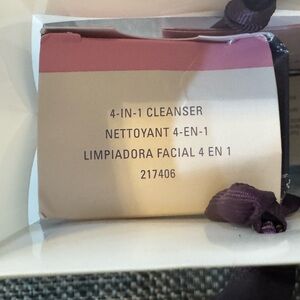 4-IN-1 CLEANSER
NETTOYANT 4-EN-1
LIMPIADORA FACIAL 4 EN 1
217406